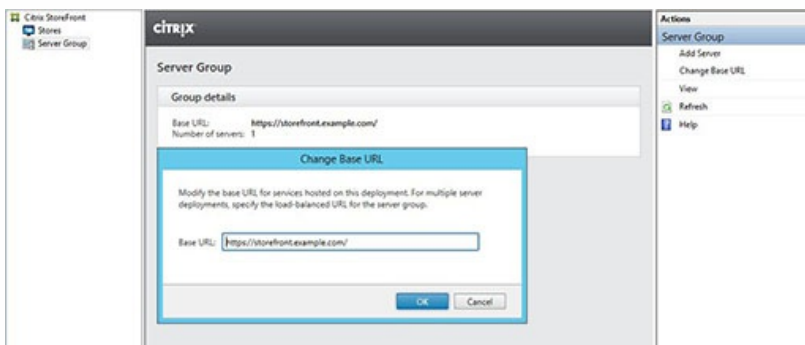 Citrix StoreFront
Stores
Server Group
CİTRIX
Server Group
Group details
Base URL: https://storefront.example.com/
Number of servers: 1
Change Base URL
Modify the base URL for services hosted on this deployment. For multiple server
deployments, specify the load-balanced URL for the server group.
Base URL: https://storefront.example.com/
OK Cancel
Actions
Server Group
Add Server
Change Base URL
View
Refresh
Help